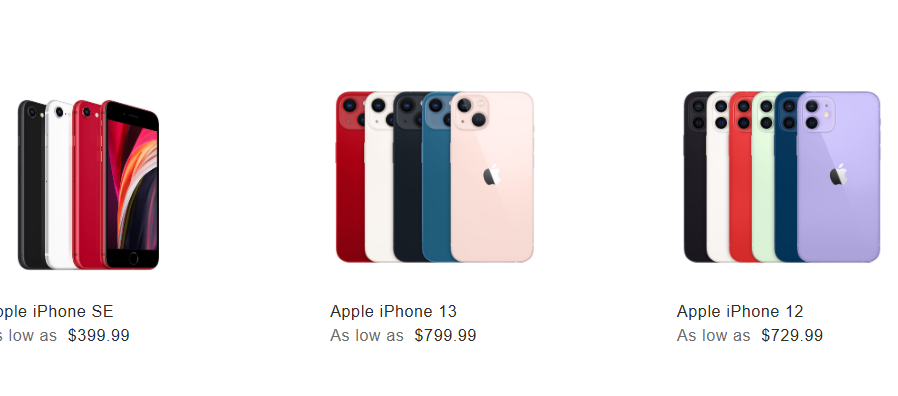 pple iPhone SE
s low as $399.99
Apple iPhone 13
As low as $799.99
Apple iPhone 12
As low as $729.99